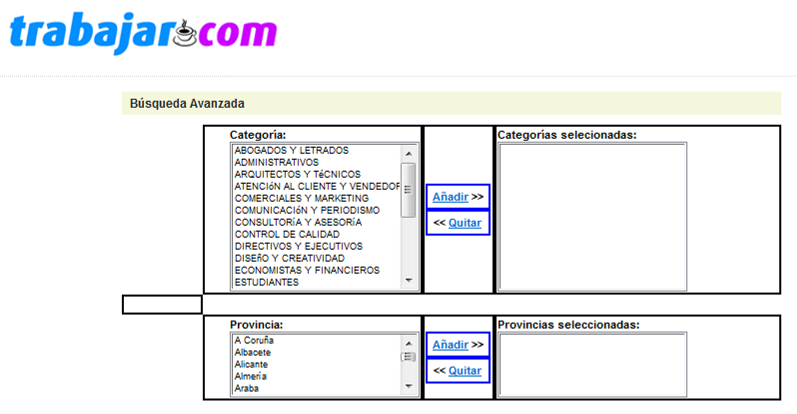 trabajar com
Búsqueda Avanzada
Categoría:
ABOGADOS Y LETRADOS
ADMINISTRATIVOS
ARQUITECTOS Y TéCNICOS
ATENCIóN AL CLIENTE Y VENDEDOR
COMERCIALES Y MARKETING
COMUNICACIóN Y PERIODISMO
CONSULTORíA Y ASESORíA
CONTROL DE CALIDAD
DIRECTIVOS Y EJECUTIVOS
DISEñO Y CREATIVIDAD
ECONOMISTAS Y FINANCIEROS
ESTUDIANTES
Añadir >>
<< Quitar
Categorías selecionadas:
Provincia:
A Coruña
Albacete
Alicante
Almería
Araba
Añadir >>
<< Quitar
Provincias seleccionadas: